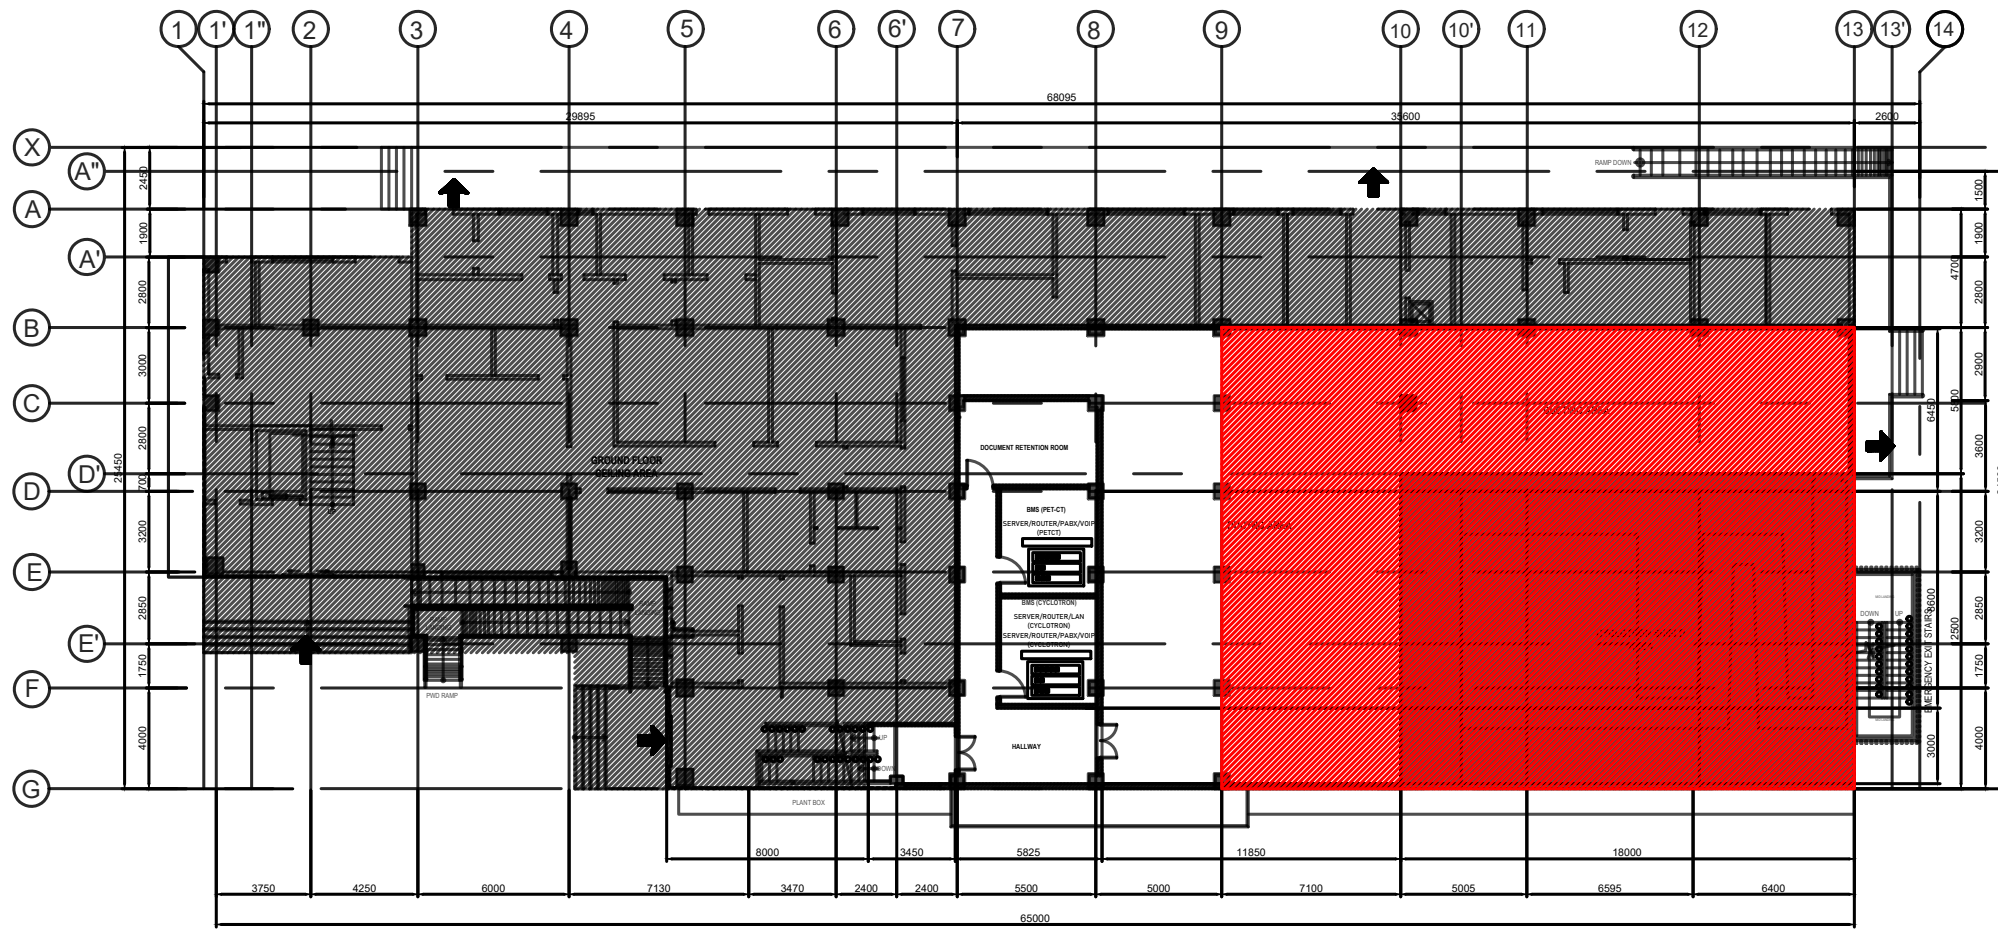 1 1' 1" 2 3 4 5 6 6' 7 8 9 10 10' 11 12 13 13' 14
68095
29895 35600 2600
X
A"
A
A'
B
C
D'
D
E
E'
F
G
2450
1900
2800
3000
2800
700
3200
2850
1750
4000
25450
RAMP DOWN
1500
1900
4700
2800
2900
6450
3600
3200
2850
1750
3000
4000
GROUND FLOOR
CEILING AREA
DOCUMENT RETENTION ROOM
BMS (PET-CT)
SERVER/ROUTER/PABX/VOIP
(PETCT)
BMS (CYCLOTRON)
SERVER/ROUTER/LAN
(CYCLOTRON)
SERVER/ROUTER/PABX/VOIP
(CYCLOTRON)
HALLWAY
UP
DOWN
PWD RAMP
PLANT BOX
DOWN UP
EMERGENCY EXIT STAIRS
8000 3450 5825 11850 18000
3750 4250 6000 7130 3470 2400 2400 5500 5000 7100 5005 6595 6400
65000